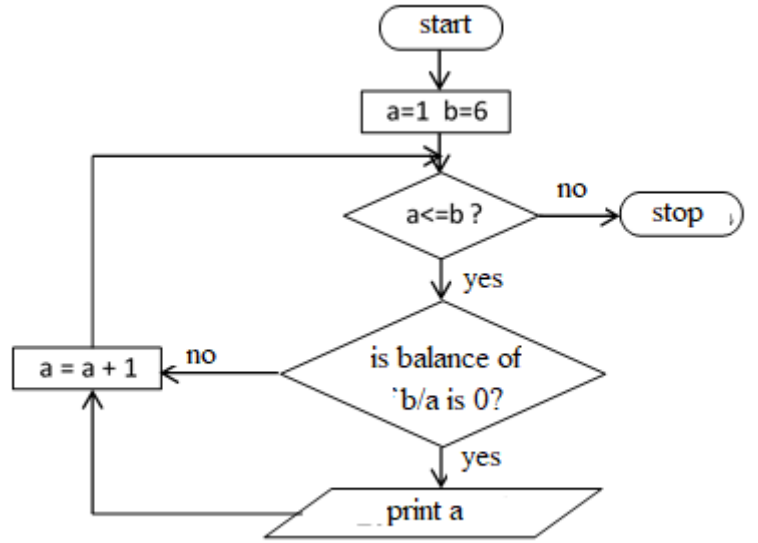 start
a=1 b=6
a<=b ?
no
stop
yes
is balance of
`b/a is 0?
no
a = a + 1
yes
print a